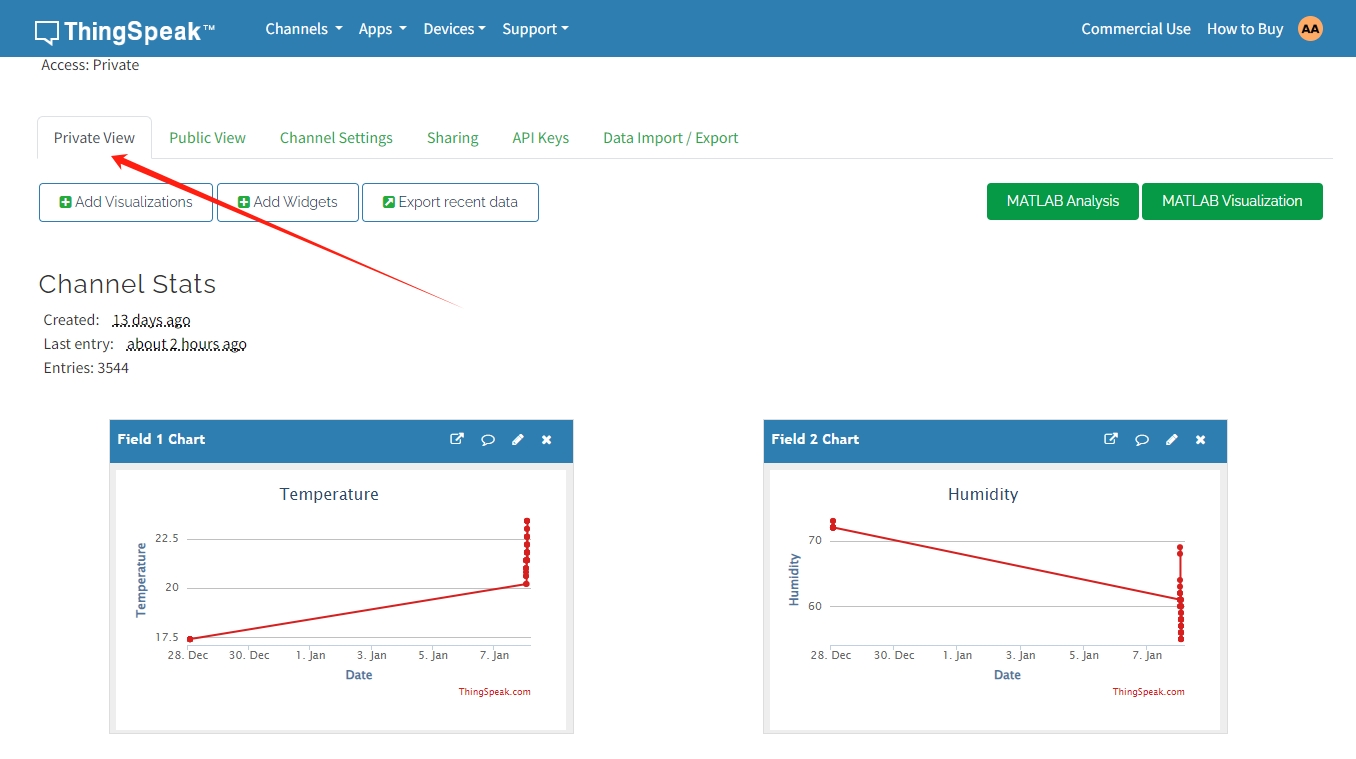 ThingSpeak™ Channels Apps Devices Support Commercial Use How to Buy AA
Access: Private
Private View Public View Channel Settings Sharing API Keys Data Import / Export
Add Visualizations Add Widgets Export recent data MATLAB Analysis MATLAB Visualization
Channel Stats
Created: 13 days ago
Last entry: about 2 hours ago
Entries: 3544
Field 1 Chart
Temperature
Temperature
22.5
20
17.5
28. Dec 30. Dec 1. Jan 3. Jan 5. Jan 7. Jan
Date
ThingSpeak.com
Field 2 Chart
Humidity
Humidity
70
60
28. Dec 30. Dec 1. Jan 3. Jan 5. Jan 7. Jan
Date
ThingSpeak.com